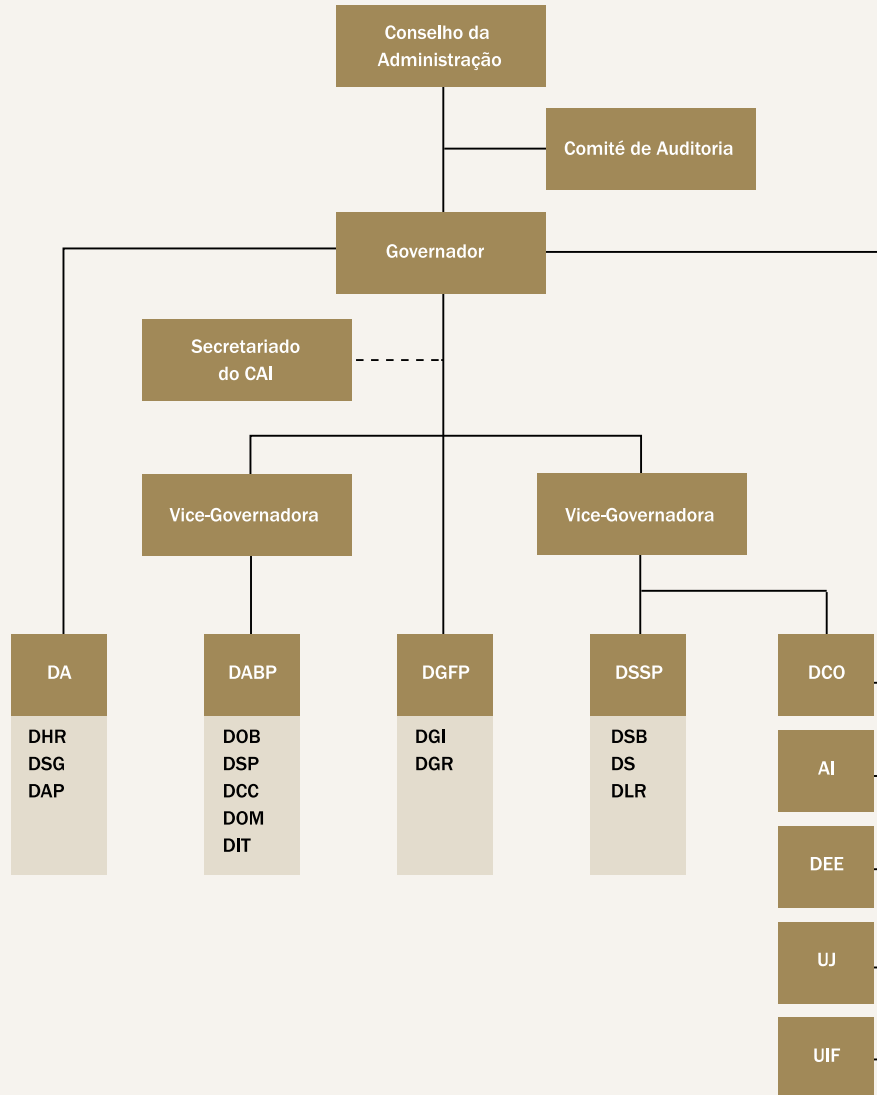 Conselho da
Administração
Comité de Auditoria
Governador
Secretariado
do CAI
Vice-Governadora
Vice-Governadora
DA
DHR
DSG
DAP
DABP
DOB
DSP
DCC
DOM
DIT
DGFP
DGI
DGR
DSSP
DSB
DS
DLR
DCO
AI
DEE
UJ
UIF